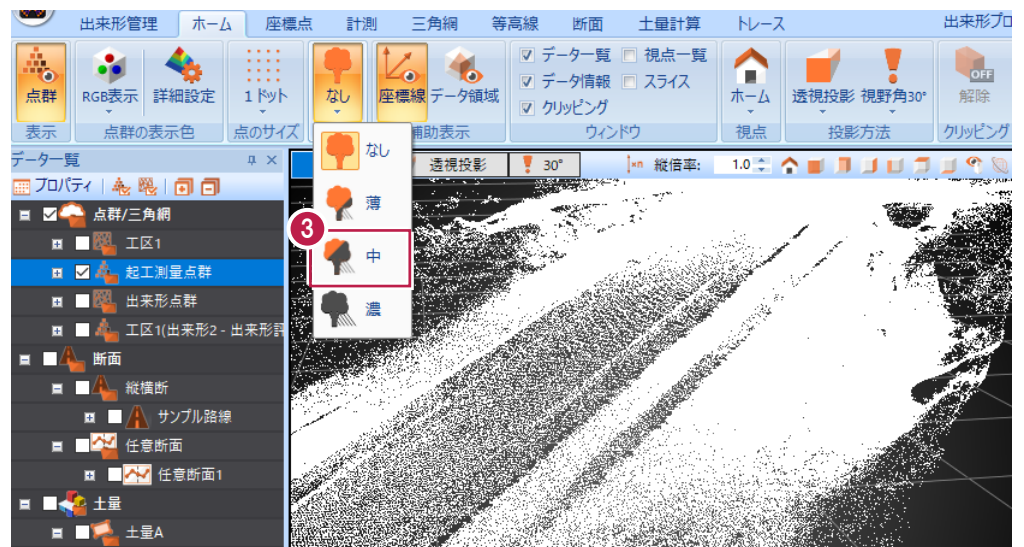 出来形管理 ホーム 座標点 計測 三角網 等高線 断面 土量計算 トレース 出来形プロ
点群 RGB表示 詳細設定 1 ドット なし 座標線 データ領域
データ一覧 視点一覧
データ情報 スライス
クリッピング
ホーム 透視投影 視野角30° OFF 解除
表示 点群の表示色 点のサイズ 補助表示 ウィンドウ 視点 投影方法 クリッピング
データ一覧
プロパティ
透視投影 30° 縦倍率: 1.0
なし
薄
3
中
濃
点群/三角網
工区1
起工測量点群
出来形点群
工区1(出来形2 - 出来形評
断面
縦横断
サンプル路線
任意断面
任意断面1
土量
土量A